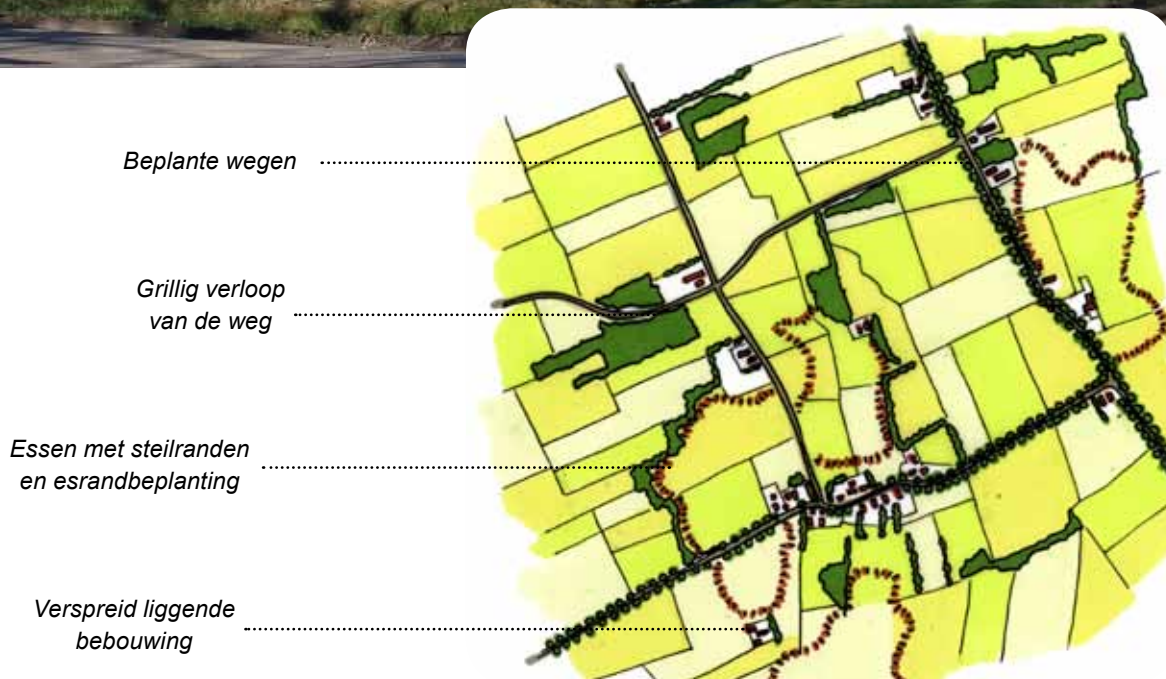 Beplante wegen
Grillig verloop
van de weg
Essen met steilranden
en esrandbeplanting
Verspreid liggende
bebouwing